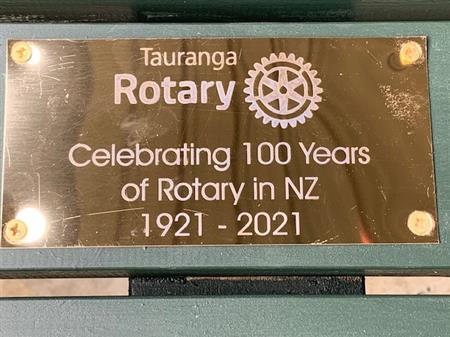 Tauranga
Rotary
Celebrating 100 Years
of Rotary in NZ
1921 - 2021